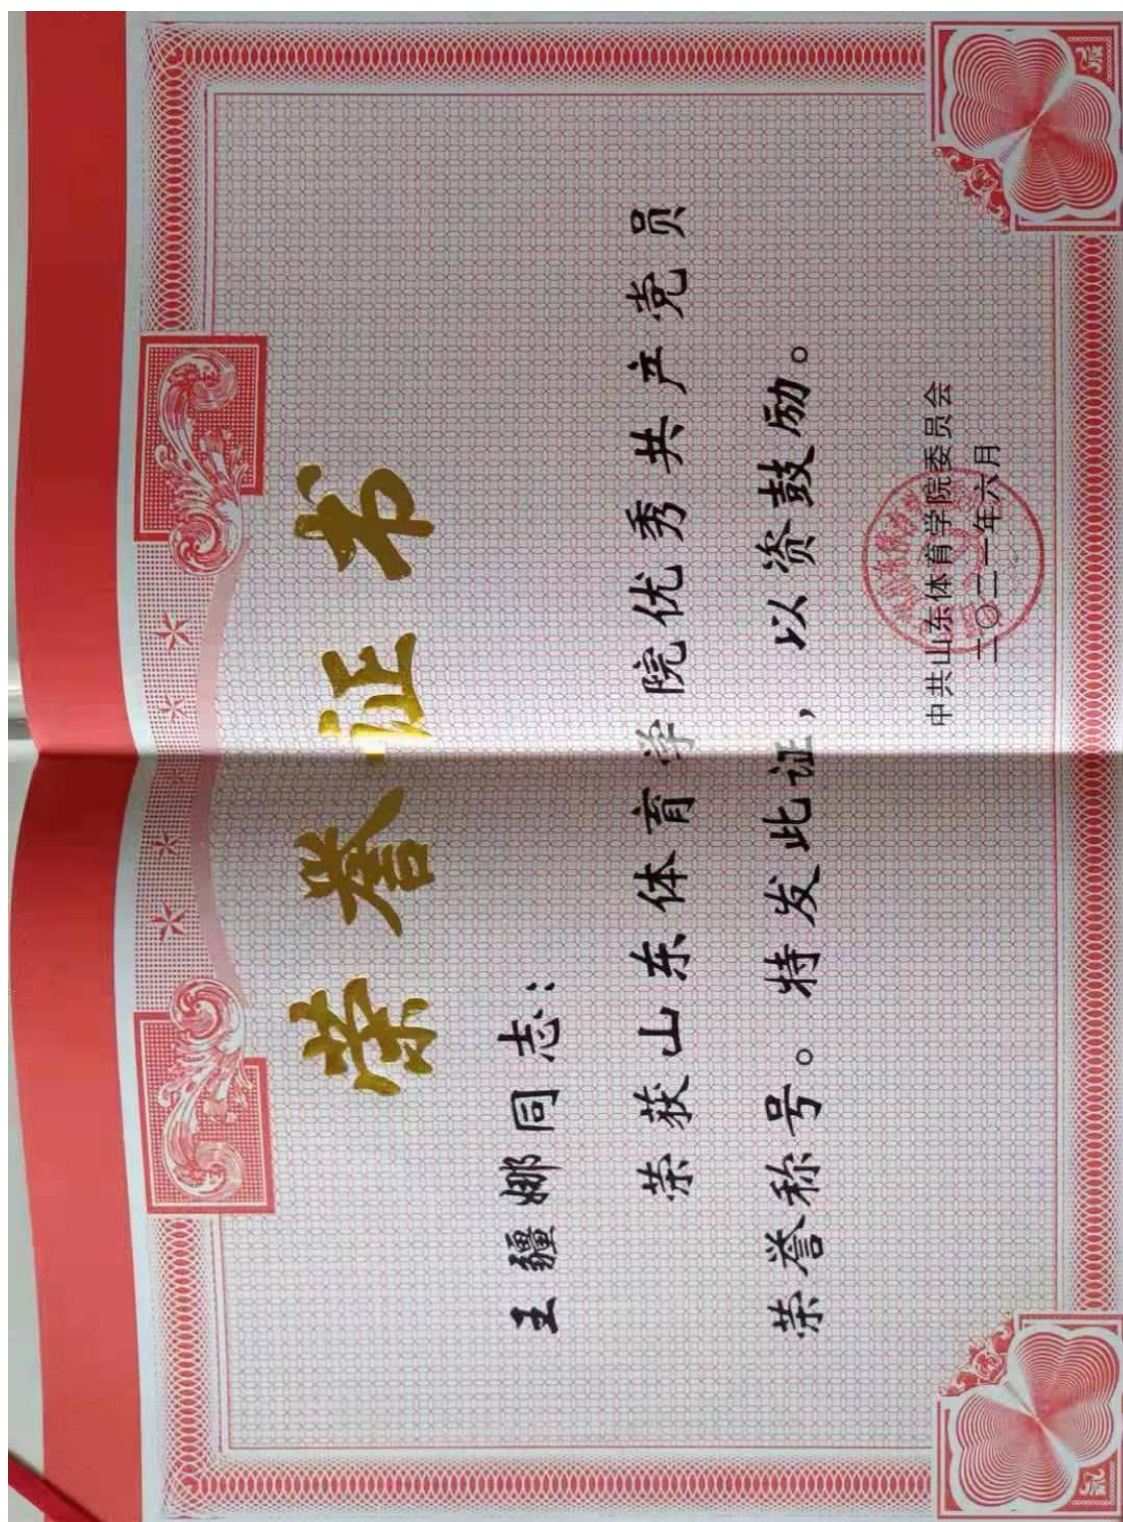 荣誉证书
王疆娜同志：
荣获山东体育学院优秀共产党员
荣誉称号。特发此证，以资鼓励。
中共山东体育学院委员会
二〇二一年六月